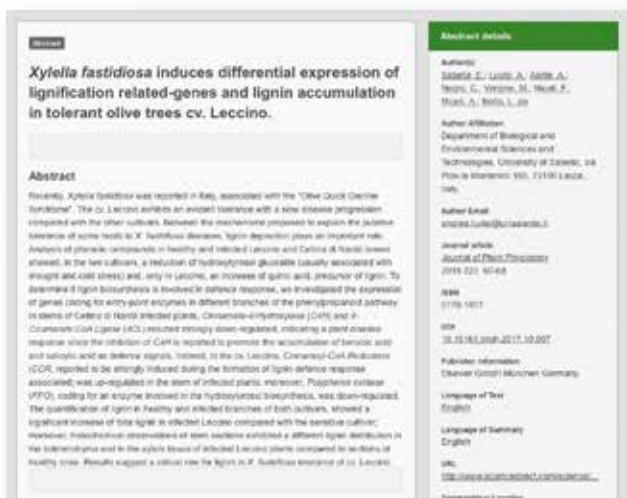 Abstract
Xylella fastidiosa induces differential expression of
lignification related-genes and lignin accumulation
in tolerant olive trees cv. Leccino.
Abstract
Recently, Xylella fastidiosa was reported in Italy, associated with the "Olive Quick Decline
Syndrome". The cv. Leccino exhibits an evident tolerance with a slow disease progression
compared with the other cultivars. Between the mechanisms proposed to explain the putative
tolerance of some hosts to X. fastidiosa diseases, lignin deposition plays an important role.
Analysis of phenolic compounds in healthy and infected Leccino and Cellina di Nardò leaves
showed, in the two cultivars, a reduction of hydroxytyrosol glucoside (usually associated with
drought and cold stress) and, only in Leccino, an increase of quinic acid, precursor of lignin. To
determine if lignin biosynthesis is involved in defence response, we investigated the expression
of genes coding for entry-point enzymes in different branches of the phenylpropanoid pathway.
In stems of Cellina di Nardò infected plants, Cinnamate-4-Hydroxylase (C4H) and 4-
Coumarate:CoA Ligase (4CL) resulted strongly down-regulated, indicating a plant disease
response since the inhibition of C4H is reported to promote the accumulation of benzoic acid
and salicylic acid as defence signals. Instead, in the cv. Leccino, Cinnamoyl-CoA Reductase
(CCR, reported to be strongly induced during the formation of lignin defence response
associated) was up-regulated in the stem of infected plants; moreover, Polyphenol oxidase
(PPO), coding for an enzyme involved in the hydroxytyrosol biosynthesis, was down-regulated.
The quantification of lignin in healthy and infected branches of both cultivars, showed a
significant increase of total lignin in infected Leccino compared with the sensitive cultivar;
moreover, histochemical observations of stem sections exhibited a different lignin distribution in
the sclerenchyma and in the xylem tissue of infected Leccino plants compared to sections of
healthy ones. Results suggest a critical role for lignin in X. fastidiosa tolerance of cv. Leccino.
Abstract details
Author(s)
Sabella, E.; Luvisi, A.; Aprile, A.;
Negro, C.; Vergine, M.; Nicolì, F.;
Miceli, A.; Bellis, L. de
Author Affiliation
Department of Biological and
Environmental Sciences and
Technologies, University of Salento, via
Lecce,
Italy.
Author Email
Journal article
Journal of Plant Physiology
2018 220 60-68
ISSN
0176-1617
DOI
Publisher information
Elsevier GmbH München Germany
Language of Text
English
Language of Summary
English
URL